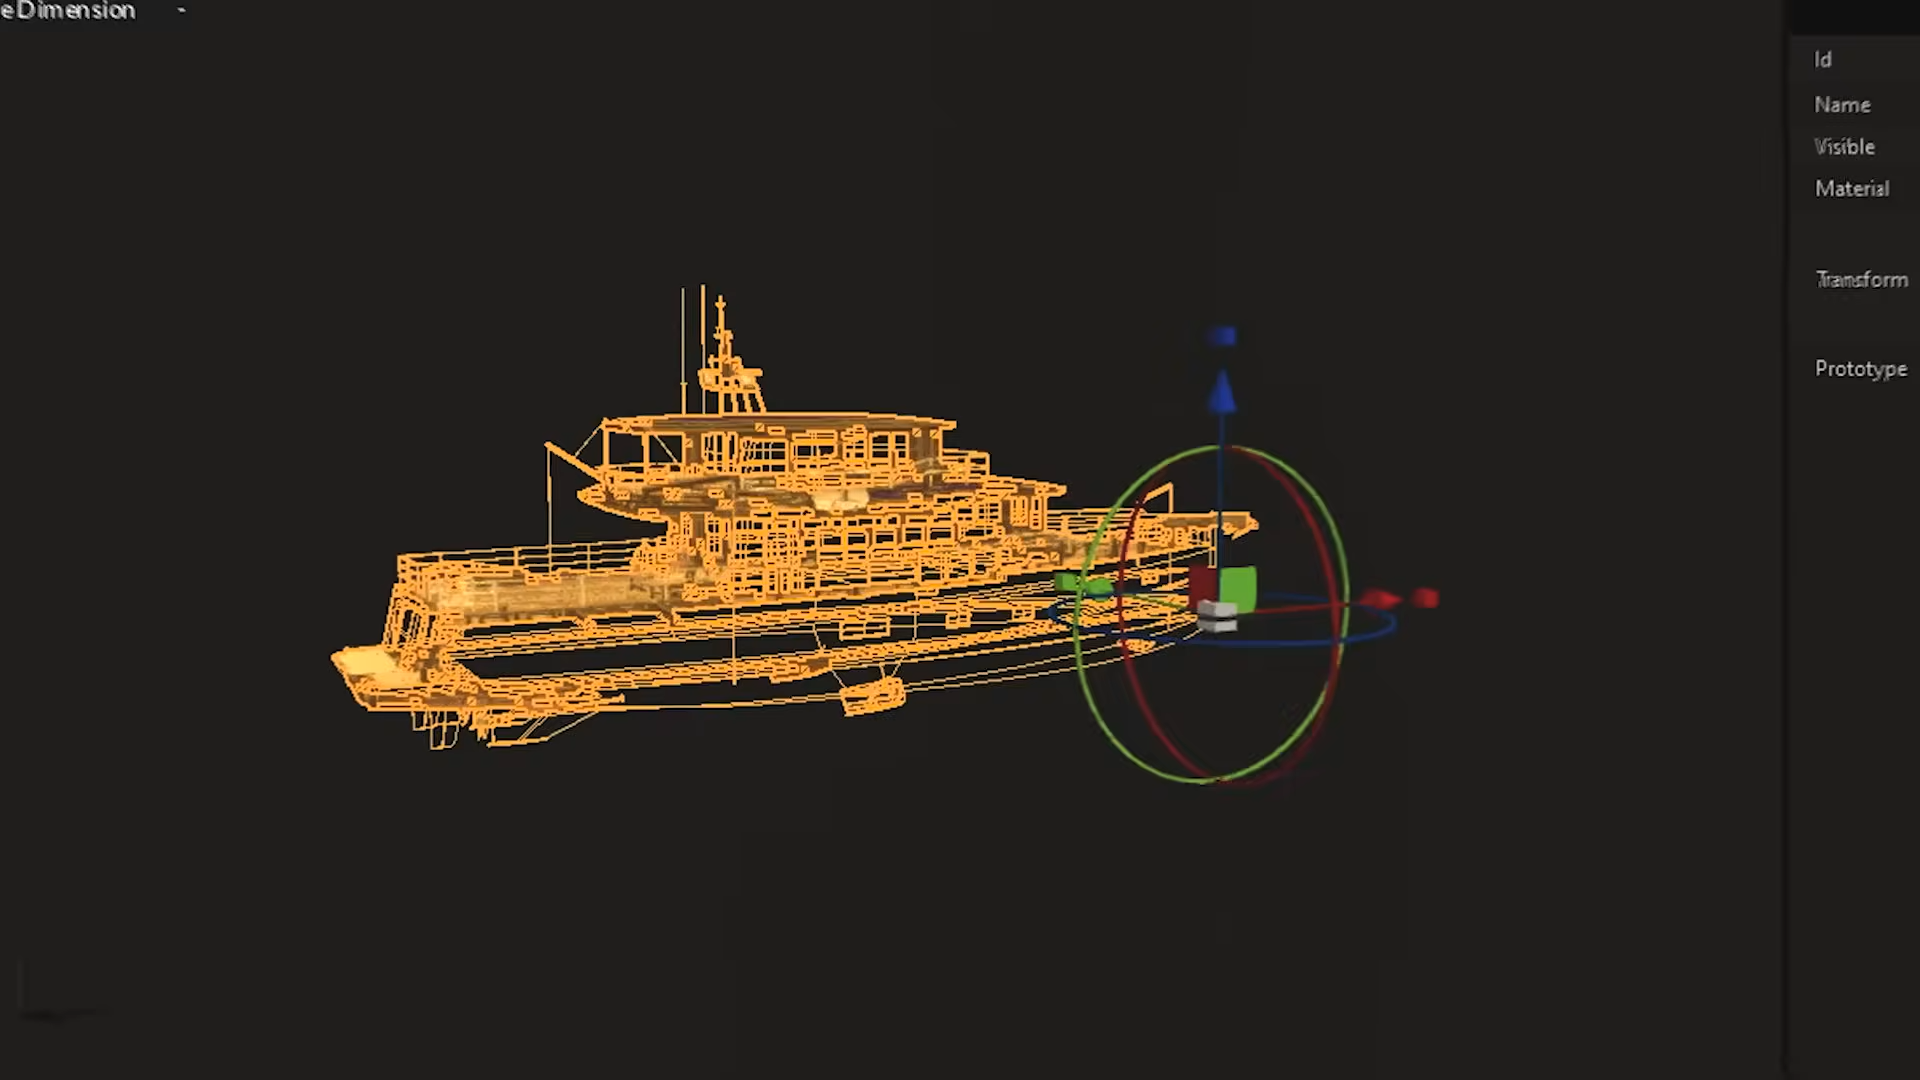 eDimension
Id
Name
Visible
Material
Transform
Prototype